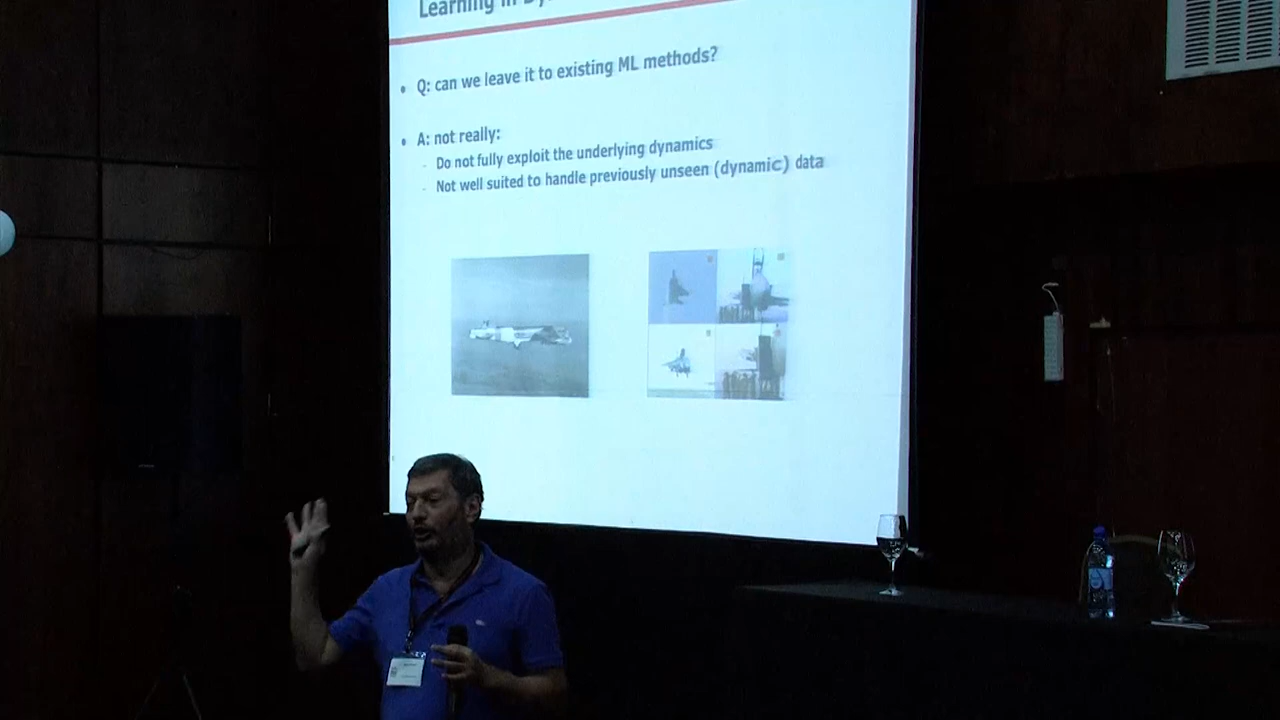 Learning in
• Q: can we leave it to existing ML methods?
• A: not really:
- Do not fully exploit the underlying dynamics
- Not well suited to handle previously unseen (dynamic) data